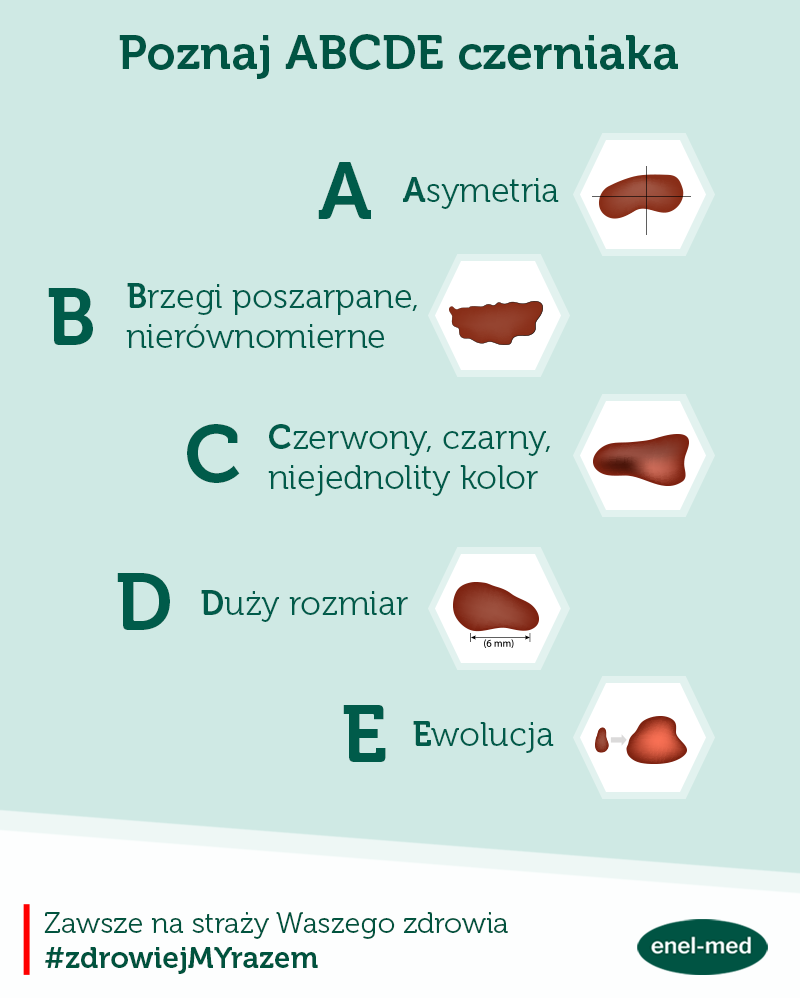 Poznaj ABCDE czerniaka
A
Asymetria
B
Brzegi poszarpane,
nierównomierne
C
Czerwony, czarny,
niejednolity kolor
D
Duży rozmiar
(6 mm)
E
Ewolucja
Zawsze na straży Waszego zdrowia
#zdrowiejMYrazem
enel-med